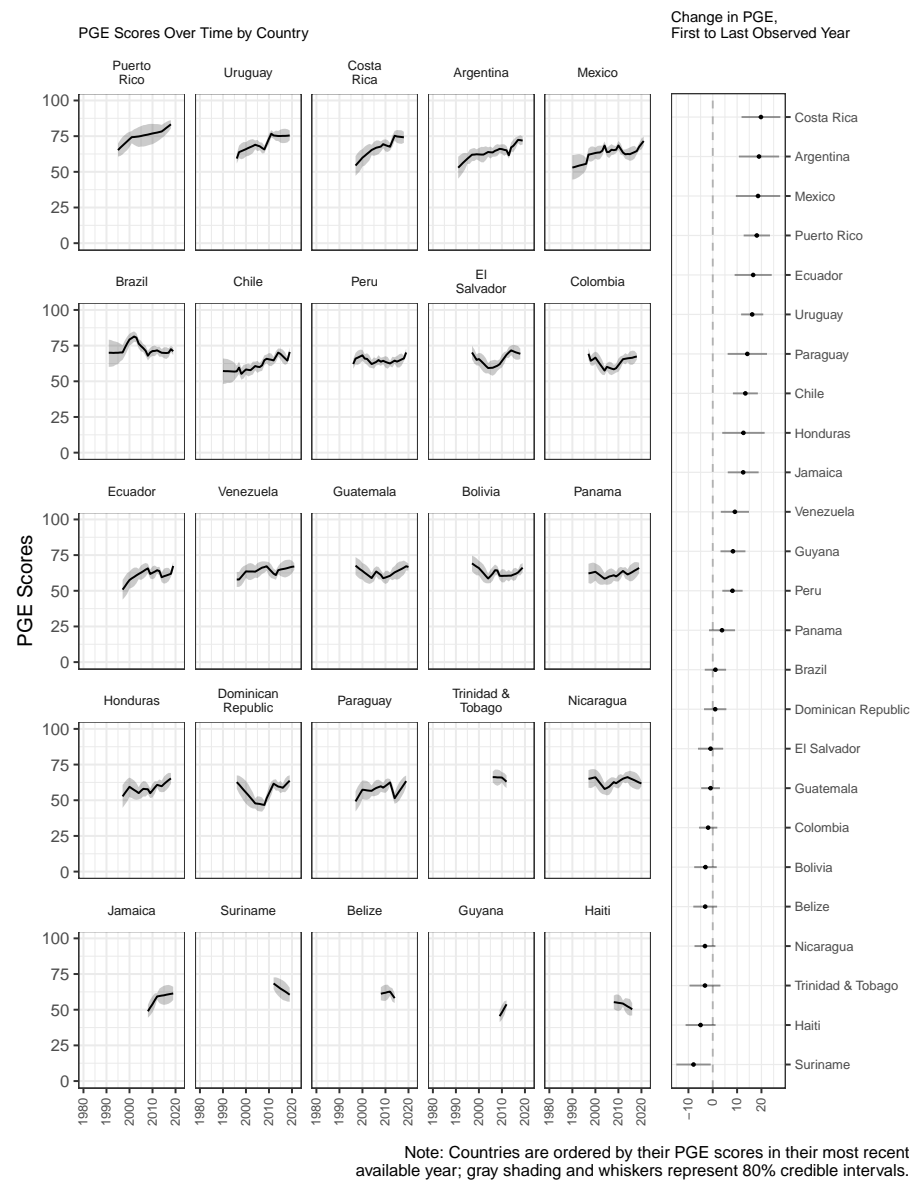 PGE Scores Over Time by Country
Change in PGE,
First to Last Observed Year
Puerto
Rico
Uruguay
Costa
Rica
Argentina
Mexico
100
75
50
25
0
Brazil
Chile
Peru
El
Salvador
Colombia
100
75
50
25
0
Ecuador
Venezuela
Guatemala
Bolivia
Panama
100
75
50
25
0
PGE Scores
Honduras
Dominican
Republic
Paraguay
Trinidad &
Tobago
Nicaragua
100
75
50
25
0
Jamaica
Suriname
Belize
Guyana
Haiti
100
75
50
25
0
1980
1990
2000
2010
2020
1980
1990
2000
2010
2020
1980
1990
2000
2010
2020
1980
1990
2000
2010
2020
1980
1990
2000
2010
2020
Costa Rica
Argentina
Mexico
Puerto Rico
Ecuador
Uruguay
Paraguay
Chile
Honduras
Jamaica
Venezuela
Guyana
Peru
Panama
Brazil
Dominican Republic
El Salvador
Guatemala
Colombia
Bolivia
Belize
Nicaragua
Trinidad & Tobago
Haiti
Suriname
−10
0
10
20
Note: Countries are ordered by their PGE scores in their most recent
available year; gray shading and whiskers represent 80% credible intervals.